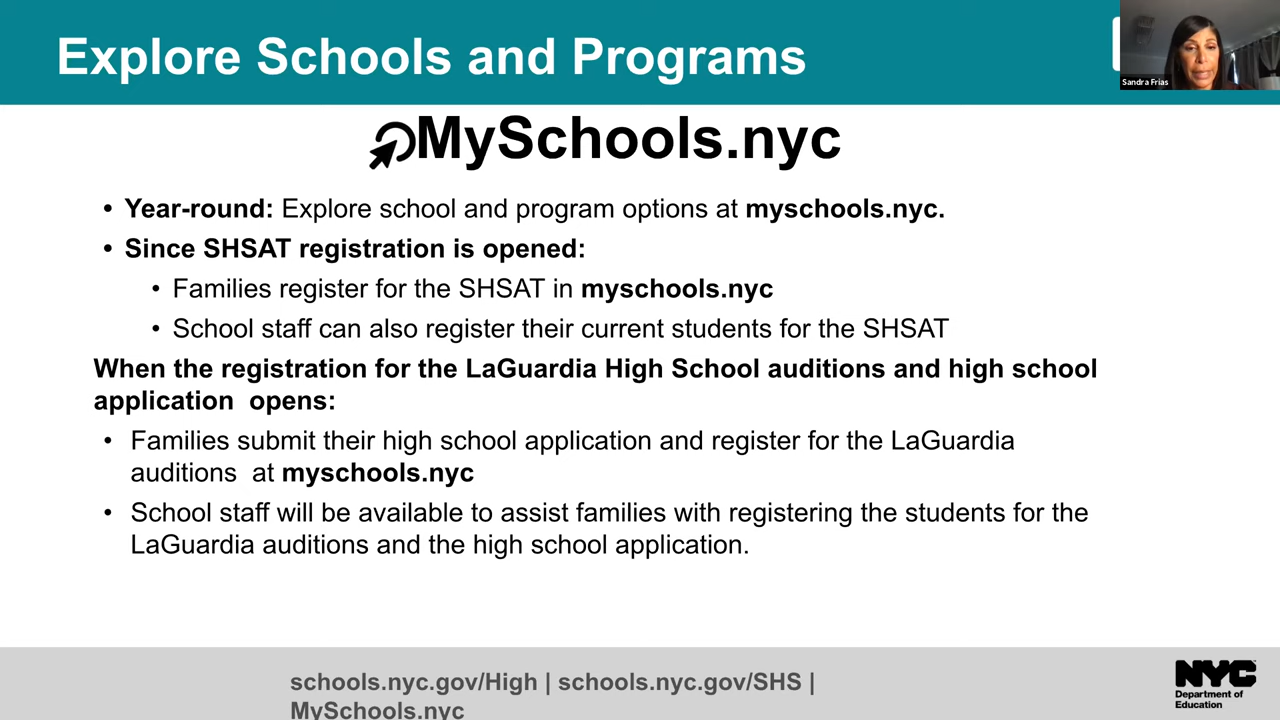 Explore Schools and Programs
Sandra Frias
MySchools.nyc
• Year-round: Explore school and program options at myschools.nyc.
• Since SHSAT registration is opened:
• Families register for the SHSAT in myschools.nyc
• School staff can also register their current students for the SHSAT
When the registration for the LaGuardia High School auditions and high school
application  opens:
• Families submit their high school application and register for the LaGuardia
auditions  at myschools.nyc
• School staff will be available to assist families with registering the students for the
LaGuardia auditions and the high school application.
schools.nyc.gov/High | schools.nyc.gov/SHS |
MySchools.nyc
NYC
Department of
Education